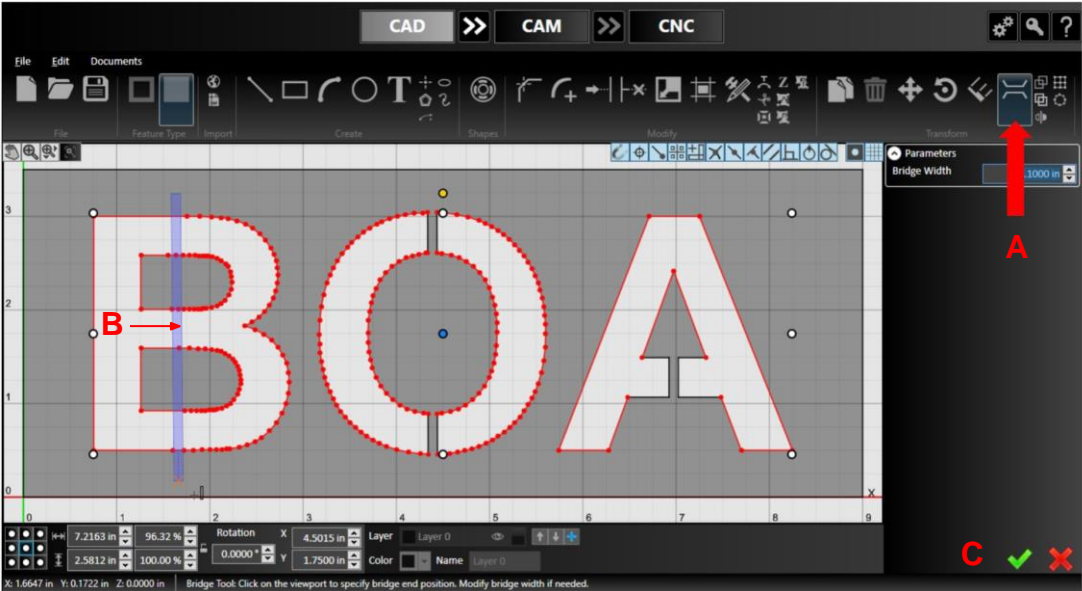 CAD CAM CNC ?
File Edit Documents
T
File Feature Type Import Create Shapes Modify Transform
Parameters
Bridge Width .1000 in
A
BOA
B
3
2
1
0
0 1 2 3 4 5 6 7 8 9
X
7.2163 in 96.32 % Rotation X 4.5015 in Layer Layer 0
2.5812 in 100.00 % 0.0000 ° Y 1.7500 in Color Name Layer 0
C
X: 1.6647 in Y: 0.1722 in Z: 0.0000 in Bridge Tool: Click on the viewport to specify bridge end position. Modify bridge width if needed.